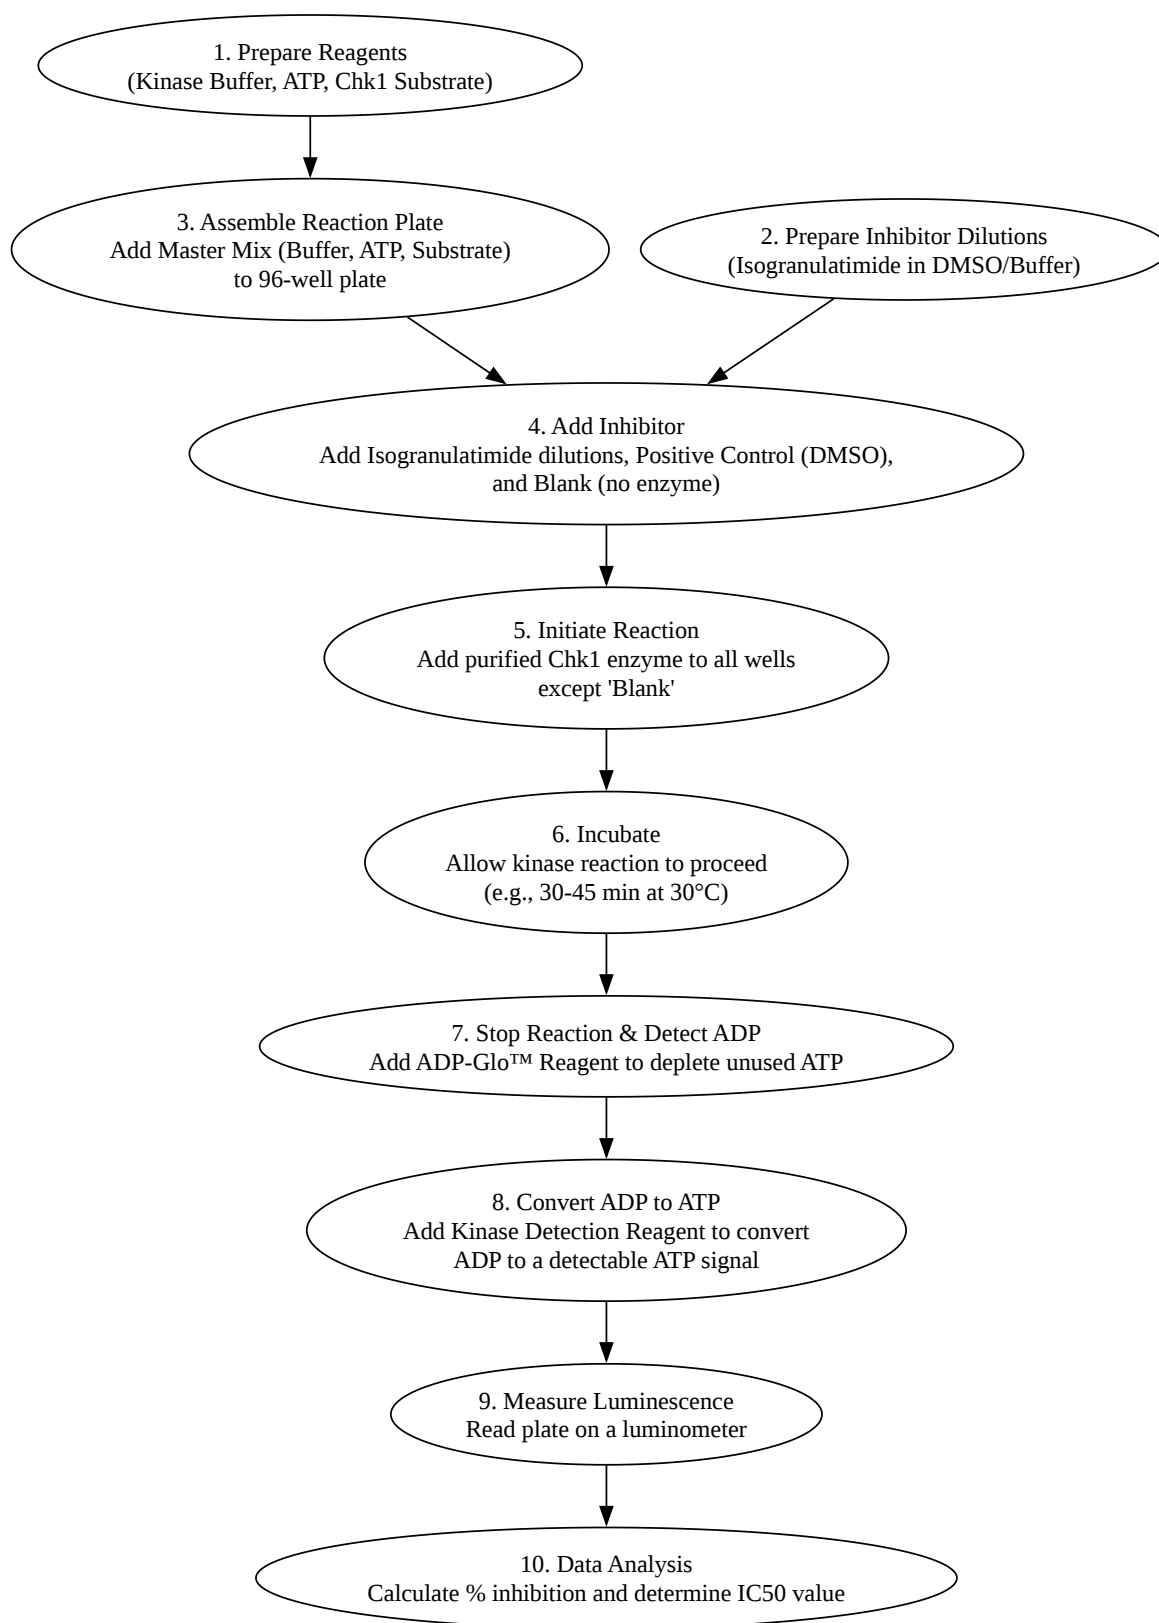 1. Prepare Reagents
(Kinase Buffer, ATP, Chk1 Substrate)
3. Assemble Reaction Plate
Add Master Mix (Buffer, ATP, Substrate)
to 96-well plate
2. Prepare Inhibitor Dilutions
(Isogranulatimide in DMSO/Buffer)
4. Add Inhibitor
Add Isogranulatimide dilutions, Positive Control (DMSO),
and Blank (no enzyme)
5. Initiate Reaction
Add purified Chk1 enzyme to all wells
except 'Blank'
6. Incubate
Allow kinase reaction to proceed
(e.g., 30-45 min at 30°C)
7. Stop Reaction & Detect ADP
Add ADP-Glo™ Reagent to deplete unused ATP
8. Convert ADP to ATP
Add Kinase Detection Reagent to convert
ADP to a detectable ATP signal
9. Measure Luminescence
Read plate on a luminometer
10. Data Analysis
Calculate % inhibition and determine IC50 value